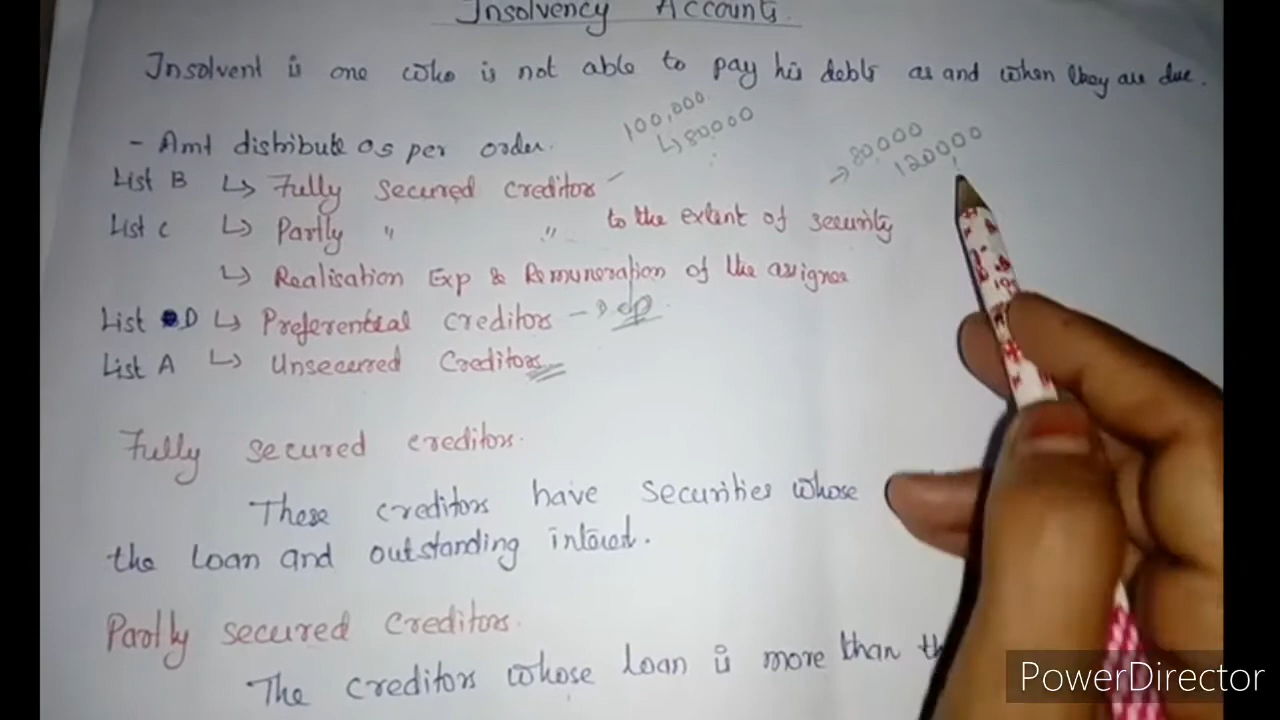 Insolvency Accounts.
Insolvent is one who is not able to pay his debts as and when they are due.
- Amt distribute as per order.
100,000
↳ 80000
→ 80,000
120000
List B ↳ Fully secured creditors
List C ↳ Partly " " to the extent of security
↳ Realisation Exp & Remuneration of the assignee
List D ↳ Preferential creditors -
List A ↳ Unsecured Creditors
Fully secured creditors.
These creditors have securities whose
the loan and outstanding interest.
Partly secured creditors.
The creditors whose loan is more than
PowerDirector